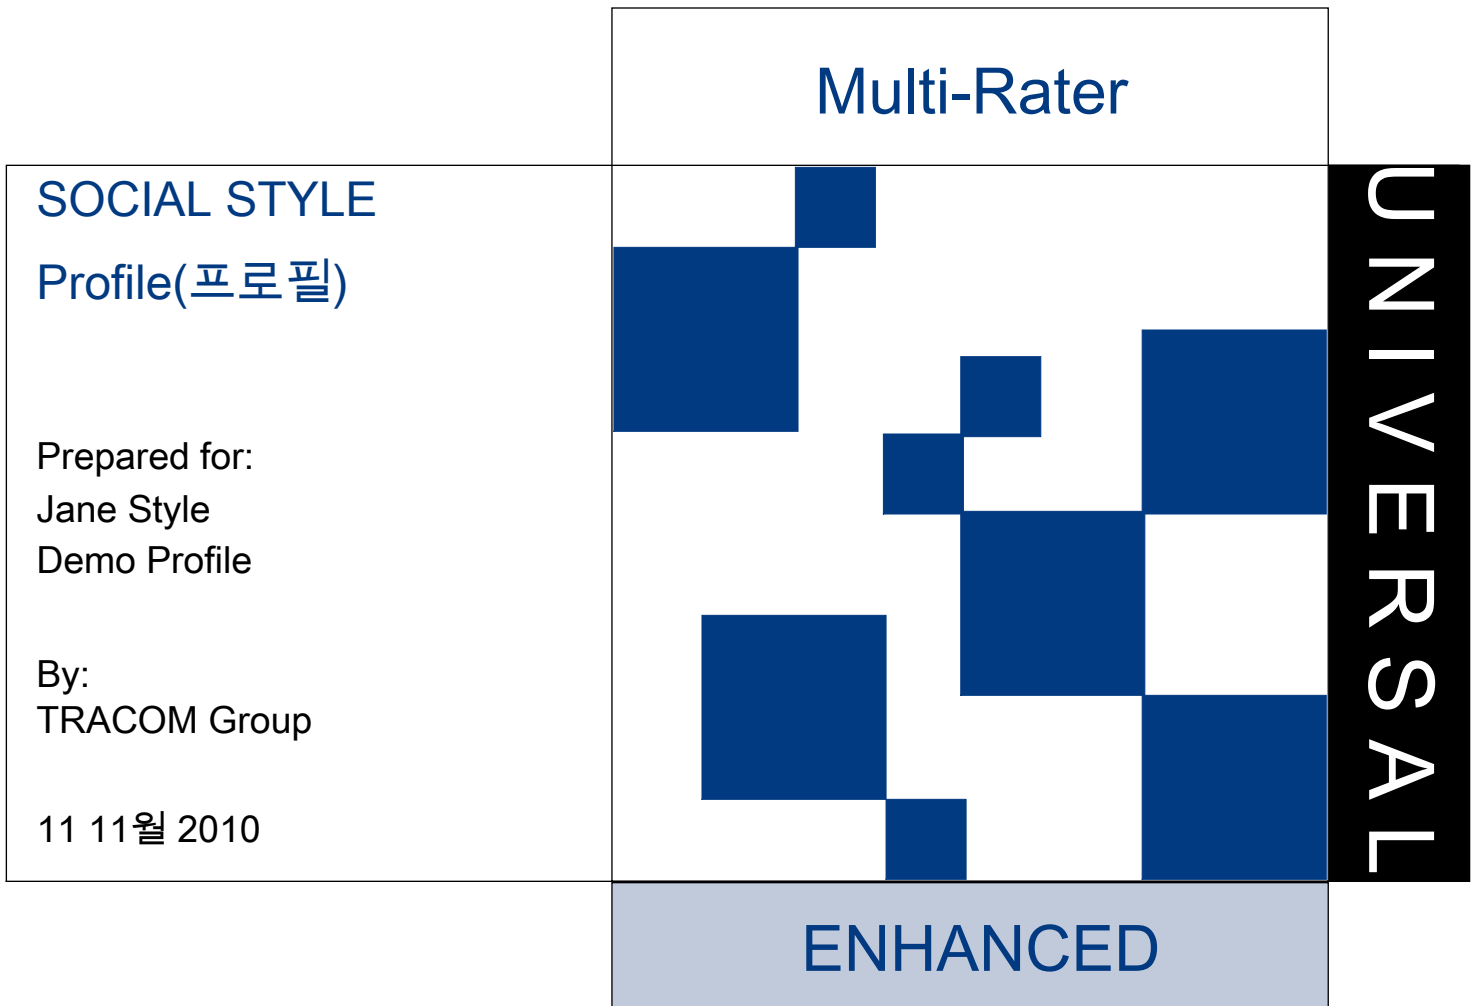 Multi-Rater
SOCIAL STYLE
Profile(프로필)
Prepared for:
Jane Style
Demo Profile
By:
TRACOM Group
11 11월 2010
UNIVERSAL
ENHANCED